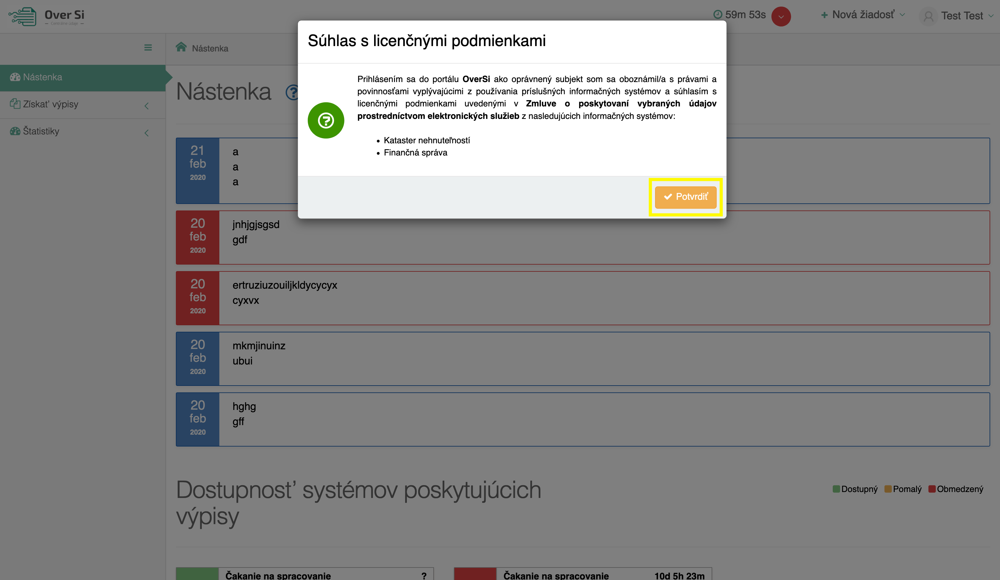 Over Si
Centrálne údaje
59m 53s
Nová žiadosť
Test Test
Nástenka
Získať výpisy
Štatistiky
Nástenka
Nástenka
Súhlas s licenčnými podmienkami
Prihlásením sa do portálu OverSi ako oprávnený subjekt som sa oboznámil/a s právami a
povinnosťami vyplývajúcimi z používania príslušných informačných systémov a súhlasím s
licenčnými podmienkami uvedenými v Zmluve o poskytovaní vybraných údajov
prostredníctvom elektronických služieb z nasledujúcich informačných systémov:
• Kataster nehnuteľností
• Finančná správa
Potvrdiť
21
feb
2020
a
a
a
20
feb
2020
jnhjgjsgsd
gdf
20
feb
2020
ertruziuzouiljkldycycyx
cyxvx
20
feb
2020
mkmjinuinz
ubui
20
feb
2020
hghg
gff
Dostupnosť systémov poskytujúcich
výpisy
Dostupný Pomalý Obmedzený
Čakanie na spracovanie ?
Čakanie na spracovanie 10d 5h 23m